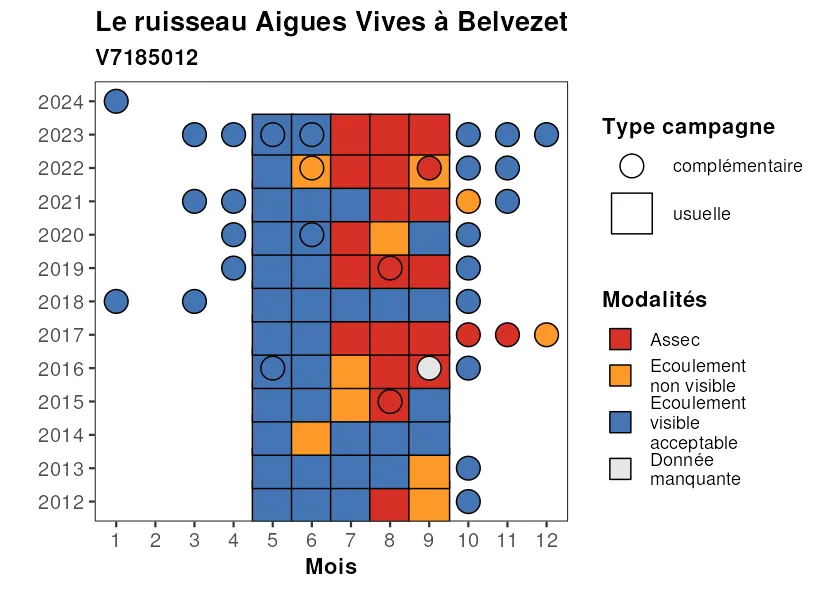 Le ruisseau Aigues Vives à Belvezet
V7185012
2024
2023
2022
2021
2020
2019
2018
2017
2016
2015
2014
2013
2012
1 2 3 4 5 6 7 8 9 10 11 12
Mois
Type campagne
complémentaire
usuelle
Modalités
Assec
Ecoulement
non visible
Ecoulement
visible
acceptable
Donnée
manquante